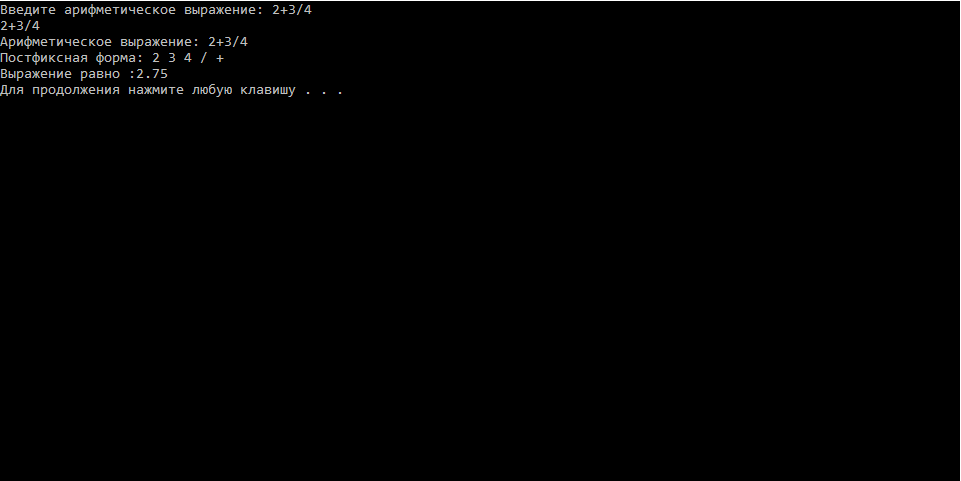 Введите арифметическое выражение: 2+3/4
2+3/4
Арифметическое выражение: 2+3/4
Постфиксная форма: 2 3 4 / +
Выражение равно :2.75
Для продолжения нажмите любую клавишу . . .